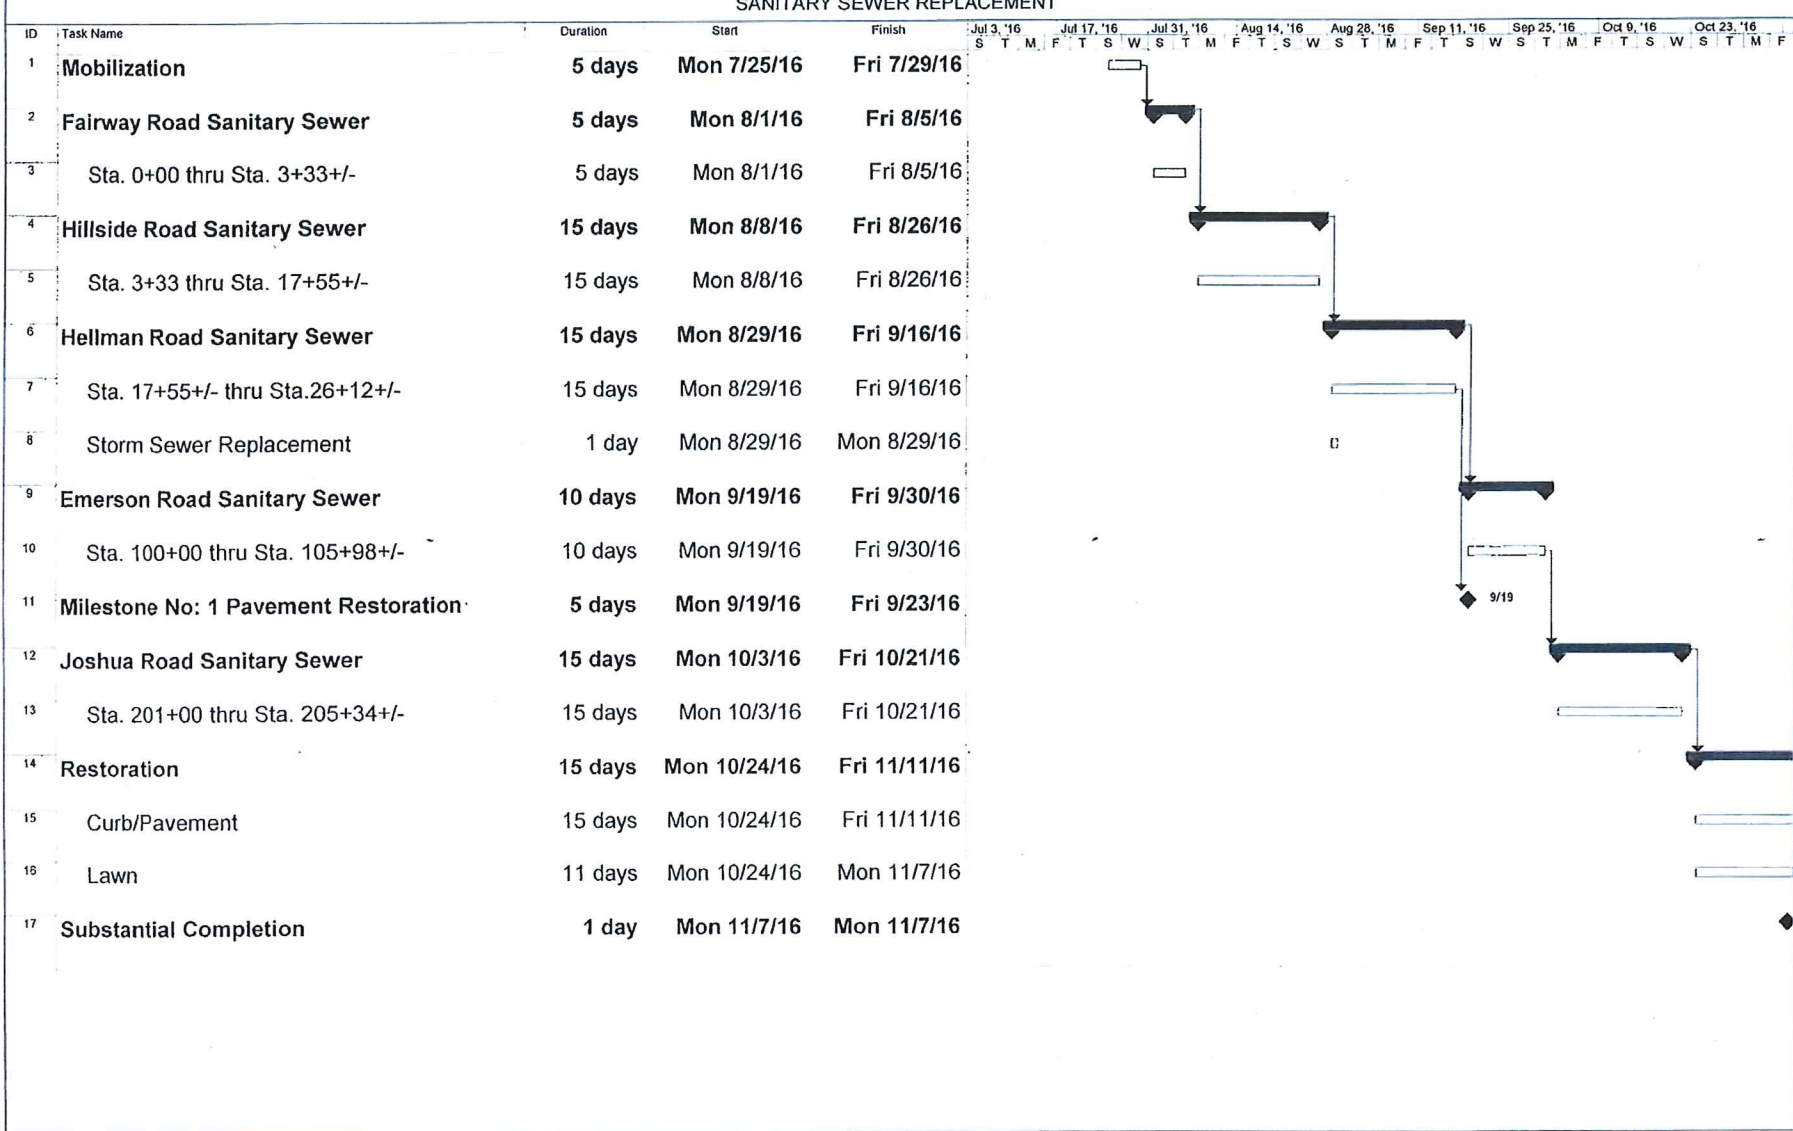 SANITARY SEWER REPLACEMENT
ID Task Name Duration Start Finish Jul 3, '16 Jul 17, '16 Jul 31, '16 Aug 14, '16 Aug 28, '16 Sep 11, '16 Sep 25, '16 Oct 9, '16 Oct 23, '16
S T M F T S W S T M F T S W S T M F T S W S T M F T S W S T M F
1 Mobilization 5 days Mon 7/25/16 Fri 7/29/16
2 Fairway Road Sanitary Sewer 5 days Mon 8/1/16 Fri 8/5/16
3 Sta. 0+00 thru Sta. 3+33+/- 5 days Mon 8/1/16 Fri 8/5/16
4 Hillside Road Sanitary Sewer 15 days Mon 8/8/16 Fri 8/26/16
5 Sta. 3+33 thru Sta. 17+55+/- 15 days Mon 8/8/16 Fri 8/26/16
6 Hellman Road Sanitary Sewer 15 days Mon 8/29/16 Fri 9/16/16
7 Sta. 17+55+/- thru Sta.26+12+/- 15 days Mon 8/29/16 Fri 9/16/16
8 Storm Sewer Replacement 1 day Mon 8/29/16 Mon 8/29/16
9 Emerson Road Sanitary Sewer 10 days Mon 9/19/16 Fri 9/30/16
10 Sta. 100+00 thru Sta. 105+98+/- 10 days Mon 9/19/16 Fri 9/30/16
11 Milestone No: 1 Pavement Restoration 5 days Mon 9/19/16 Fri 9/23/16 9/19
12 Joshua Road Sanitary Sewer 15 days Mon 10/3/16 Fri 10/21/16
13 Sta. 201+00 thru Sta. 205+34+/- 15 days Mon 10/3/16 Fri 10/21/16
14 Restoration 15 days Mon 10/24/16 Fri 11/11/16
15 Curb/Pavement 15 days Mon 10/24/16 Fri 11/11/16
16 Lawn 11 days Mon 10/24/16 Mon 11/7/16
17 Substantial Completion 1 day Mon 11/7/16 Mon 11/7/16